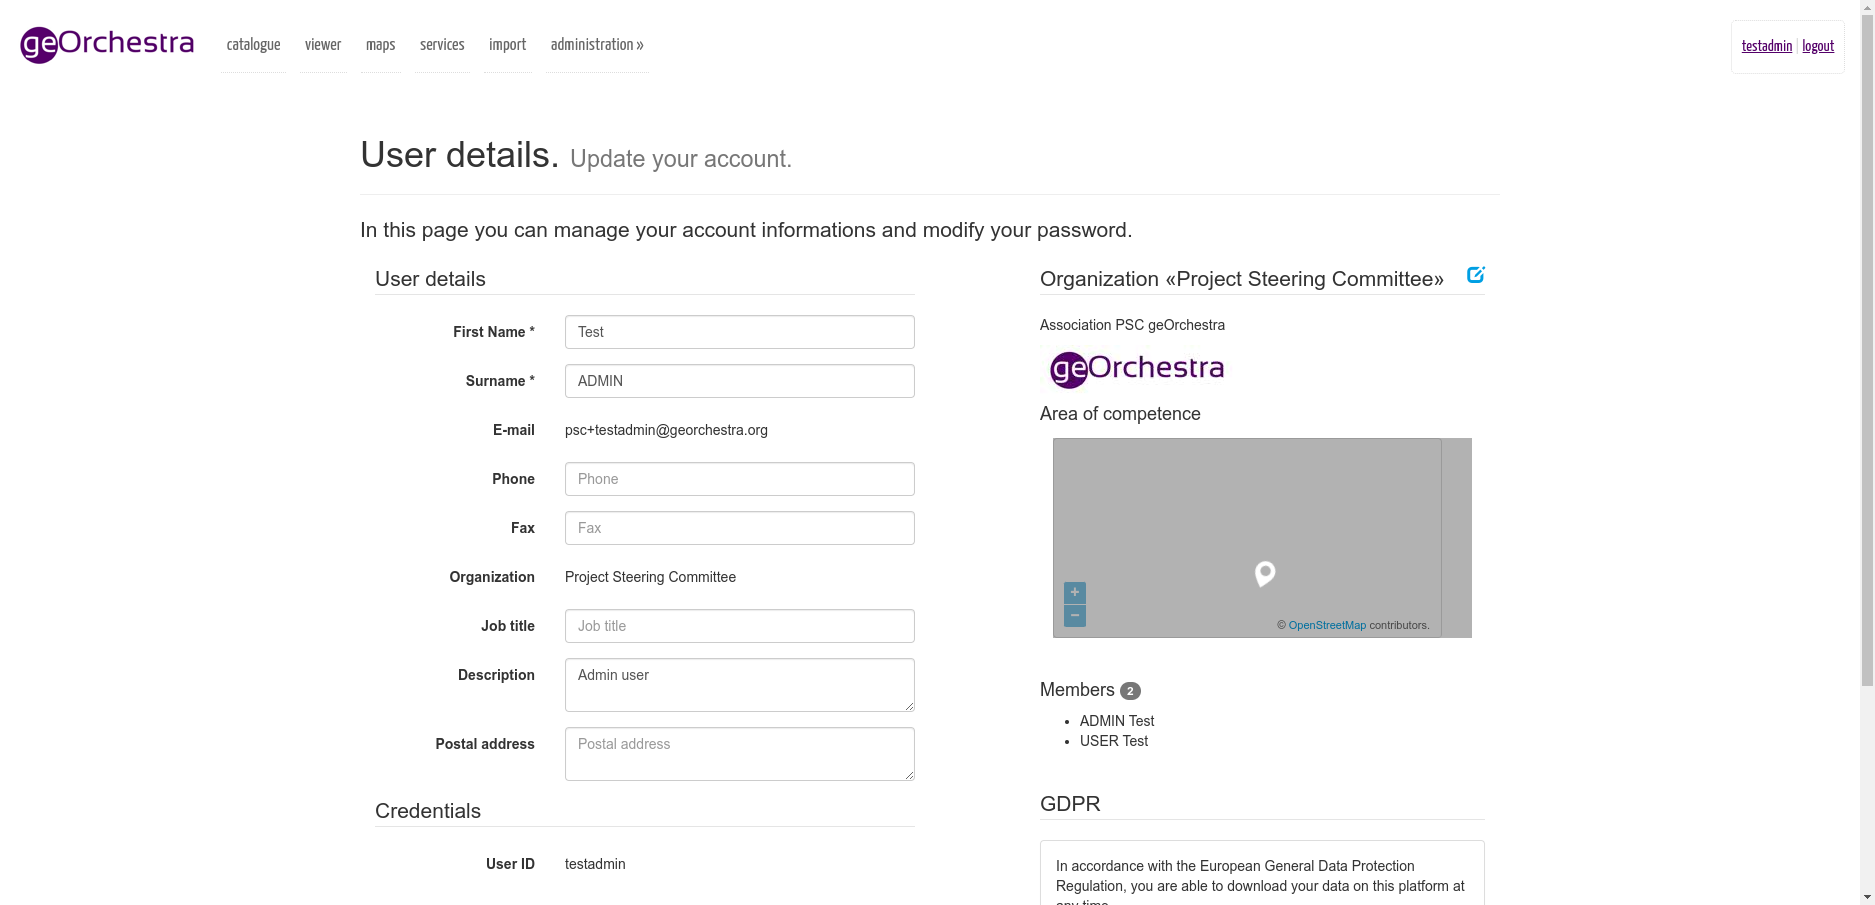 geOrchestra
catalogue
viewer
maps
services
import
administration »
testadmin | logout
User details. Update your account.
In this page you can manage your account informations and modify your password.
User details
First Name *
Test
Surname *
ADMIN
E-mail
psc+testadmin@georchestra.org
Phone
Phone
Fax
Fax
Organization
Project Steering Committee
Job title
Job title
Description
Admin user
Postal address
Postal address
Credentials
User ID
testadmin
Organization «Project Steering Committee»
Association PSC geOrchestra
geOrchestra
Area of competence
+
−
© OpenStreetMap contributors.
Members 2
• ADMIN Test
• USER Test
GDPR
In accordance with the European General Data Protection
Regulation, you are able to download your data on this platform at
any time